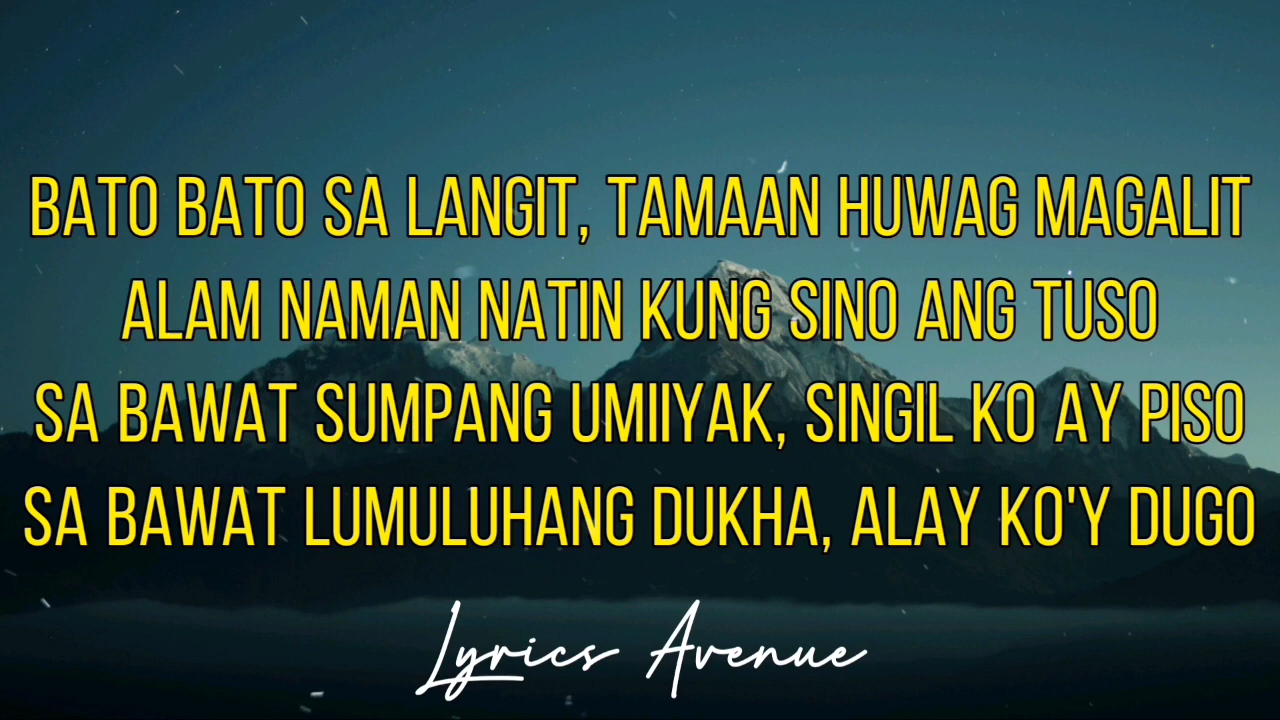 BATO BATO SA LANGIT, TAMAAN HUWAG MAGALIT
ALAM NAMAN NATIN KUNG SINO ANG TUSO
SA BAWAT SUMPANG UMIIYAK, SINGIL KO AY PISO
SA BAWAT LUMULUHANG DUKHA, ALAY KO'Y DUGO
Lyrics Avenue